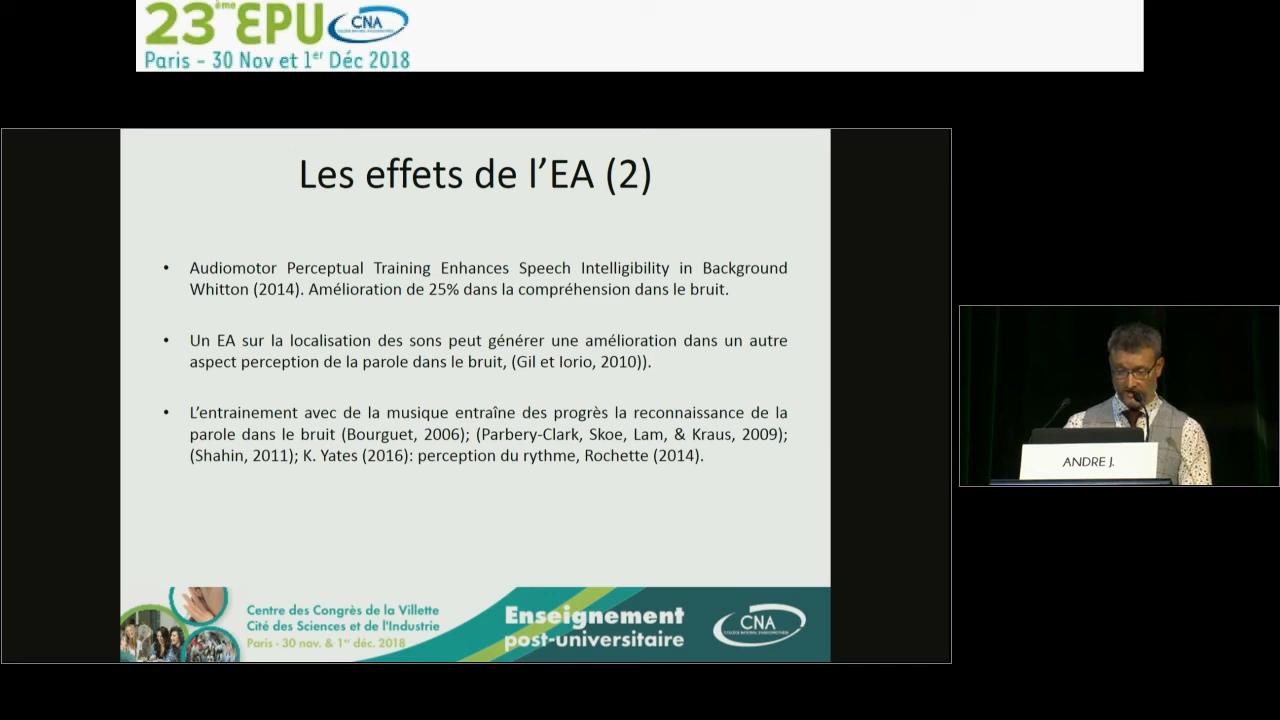 23ème EPU
CNA
Paris - 30 Nov et 1er Déc 2018
Les effets de l'EA (2)
• Audiomotor Perceptual Training Enhances Speech Intelligibility in Background
Whitton (2014). Amélioration de 25% dans la compréhension dans le bruit.
• Un EA sur la localisation des sons peut générer une amélioration dans un autre
aspect perception de la parole dans le bruit, (Gil et Iorio, 2010)).
• L'entrainement avec de la musique entraîne des progrès la reconnaissance de la
parole dans le bruit (Bourguet, 2006); (Parbery-Clark, Skoe, Lam, & Kraus, 2009);
(Shahin, 2011); K. Yates (2016): perception du rythme, Rochette (2014).
ANDRE J.
Centre des Congrès de la Villette
Cité des Sciences et de l'Industrie
Paris - 30 nov. & 1er déc. 2018
Enseignement
post-universitaire
CNA